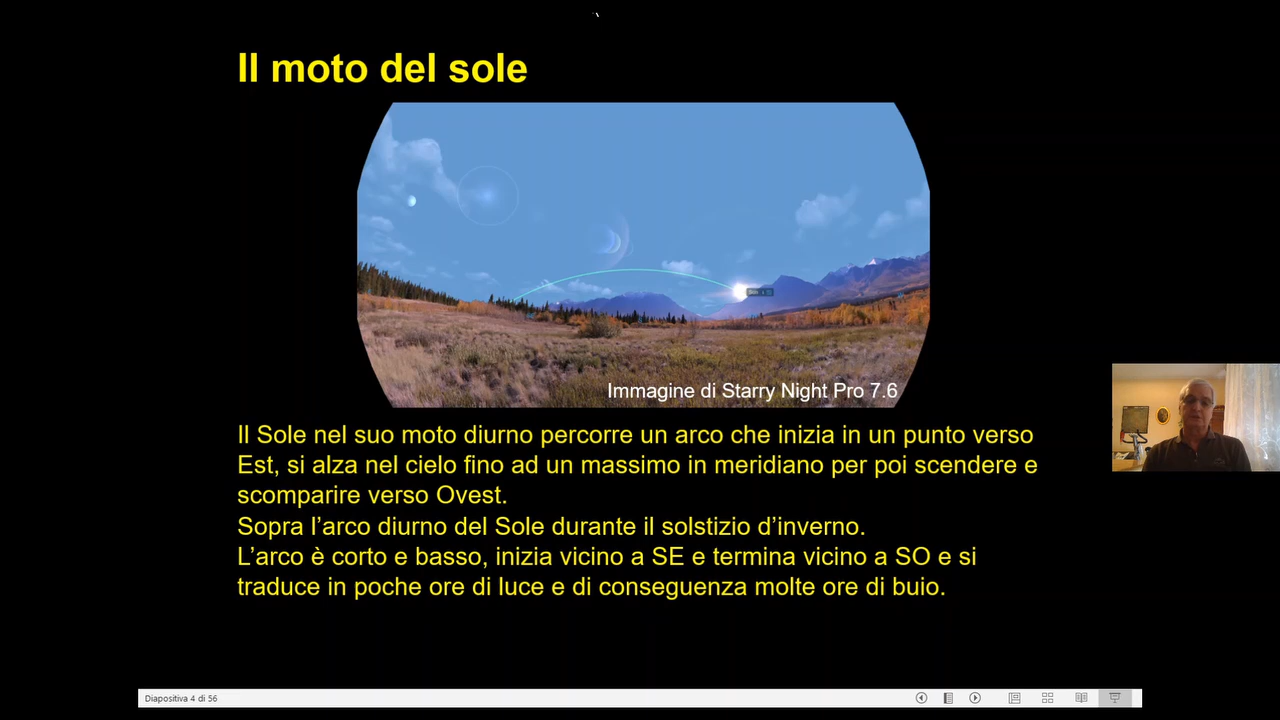 Il moto del sole
Immagine di Starry Night Pro 7.6
Il Sole nel suo moto diurno percorre un arco che inizia in un punto verso
Est, si alza nel cielo fino ad un massimo in meridiano per poi scendere e
scomparire verso Ovest.
Sopra l’arco diurno del Sole durante il solstizio d’inverno.
L’arco è corto e basso, inizia vicino a SE e termina vicino a SO e si
traduce in poche ore di luce e di conseguenza molte ore di buio.
Diapositiva 4 di 56